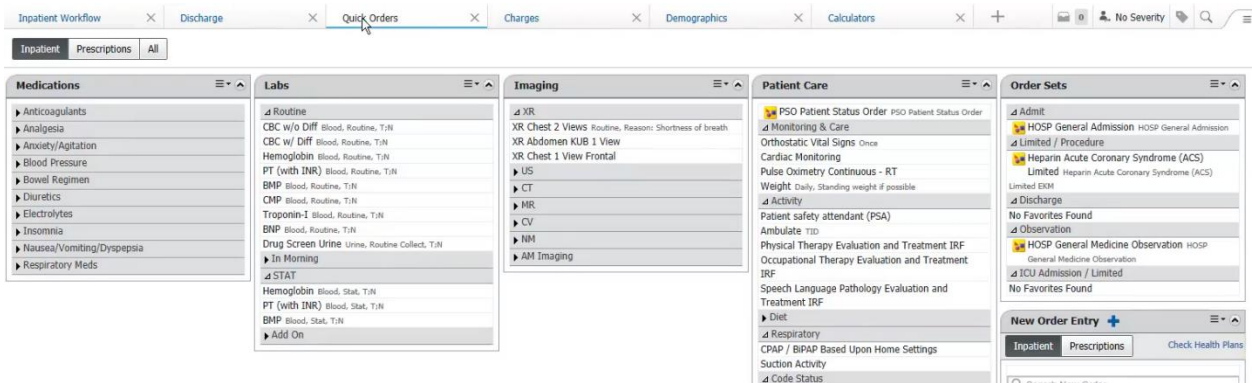 Inpatient Workflow
Discharge
Quick Orders
Charges
Demographics
Calculators
0
No Severity
Inpatient
Prescriptions
All
Medications
Anticoagulants
Analgesia
Anxiety/Agitation
Blood Pressure
Bowel Regimen
Diuretics
Electrolytes
Insomnia
Nausea/Vomiting/Dyspepsia
Respiratory Meds
Labs
Routine
CBC w/o Diff Blood, Routine, T;N
CBC w/ Diff Blood, Routine, T;N
Hemoglobin Blood, Routine, T;N
PT (with INR) Blood, Routine, T;N
BMP Blood, Routine, T;N
CMP Blood, Routine, T;N
Troponin-I Blood, Routine, T;N
BNP Blood, Routine, T;N
Drug Screen Urine Urine, Routine Collect, T;N
In Morning
STAT
Hemoglobin Blood, Stat, T;N
PT (with INR) Blood, Stat, T;N
BMP Blood, Stat, T;N
Add On
Imaging
XR
XR Chest 2 Views Routine, Reason: Shortness of breath
XR Abdomen KUB 1 View
XR Chest 1 View Frontal
US
CT
MR
CV
NM
AM Imaging
Patient Care
PSO Patient Status Order PSO Patient Status Order
Monitoring & Care
Orthostatic Vital Signs Once
Cardiac Monitoring
Pulse Oximetry Continuous - RT
Weight Daily, Standing weight if possible
Activity
Patient safety attendant (PSA)
Ambulate TID
Physical Therapy Evaluation and Treatment IRF
Occupational Therapy Evaluation and Treatment
IRF
Speech Language Pathology Evaluation and
Treatment IRF
Diet
Respiratory
CPAP / BiPAP Based Upon Home Settings
Suction Activity
Code Status
Order Sets
Admit
HOSP General Admission HOSP General Admission
Limited / Procedure
Heparin Acute Coronary Syndrome (ACS)
Limited Heparin Acute Coronary Syndrome (ACS)
Limited EKM
Discharge
No Favorites Found
Observation
HOSP General Medicine Observation HOSP
General Medicine Observation
ICU Admission / Limited
No Favorites Found
New Order Entry
Inpatient
Prescriptions
Check Health Plans